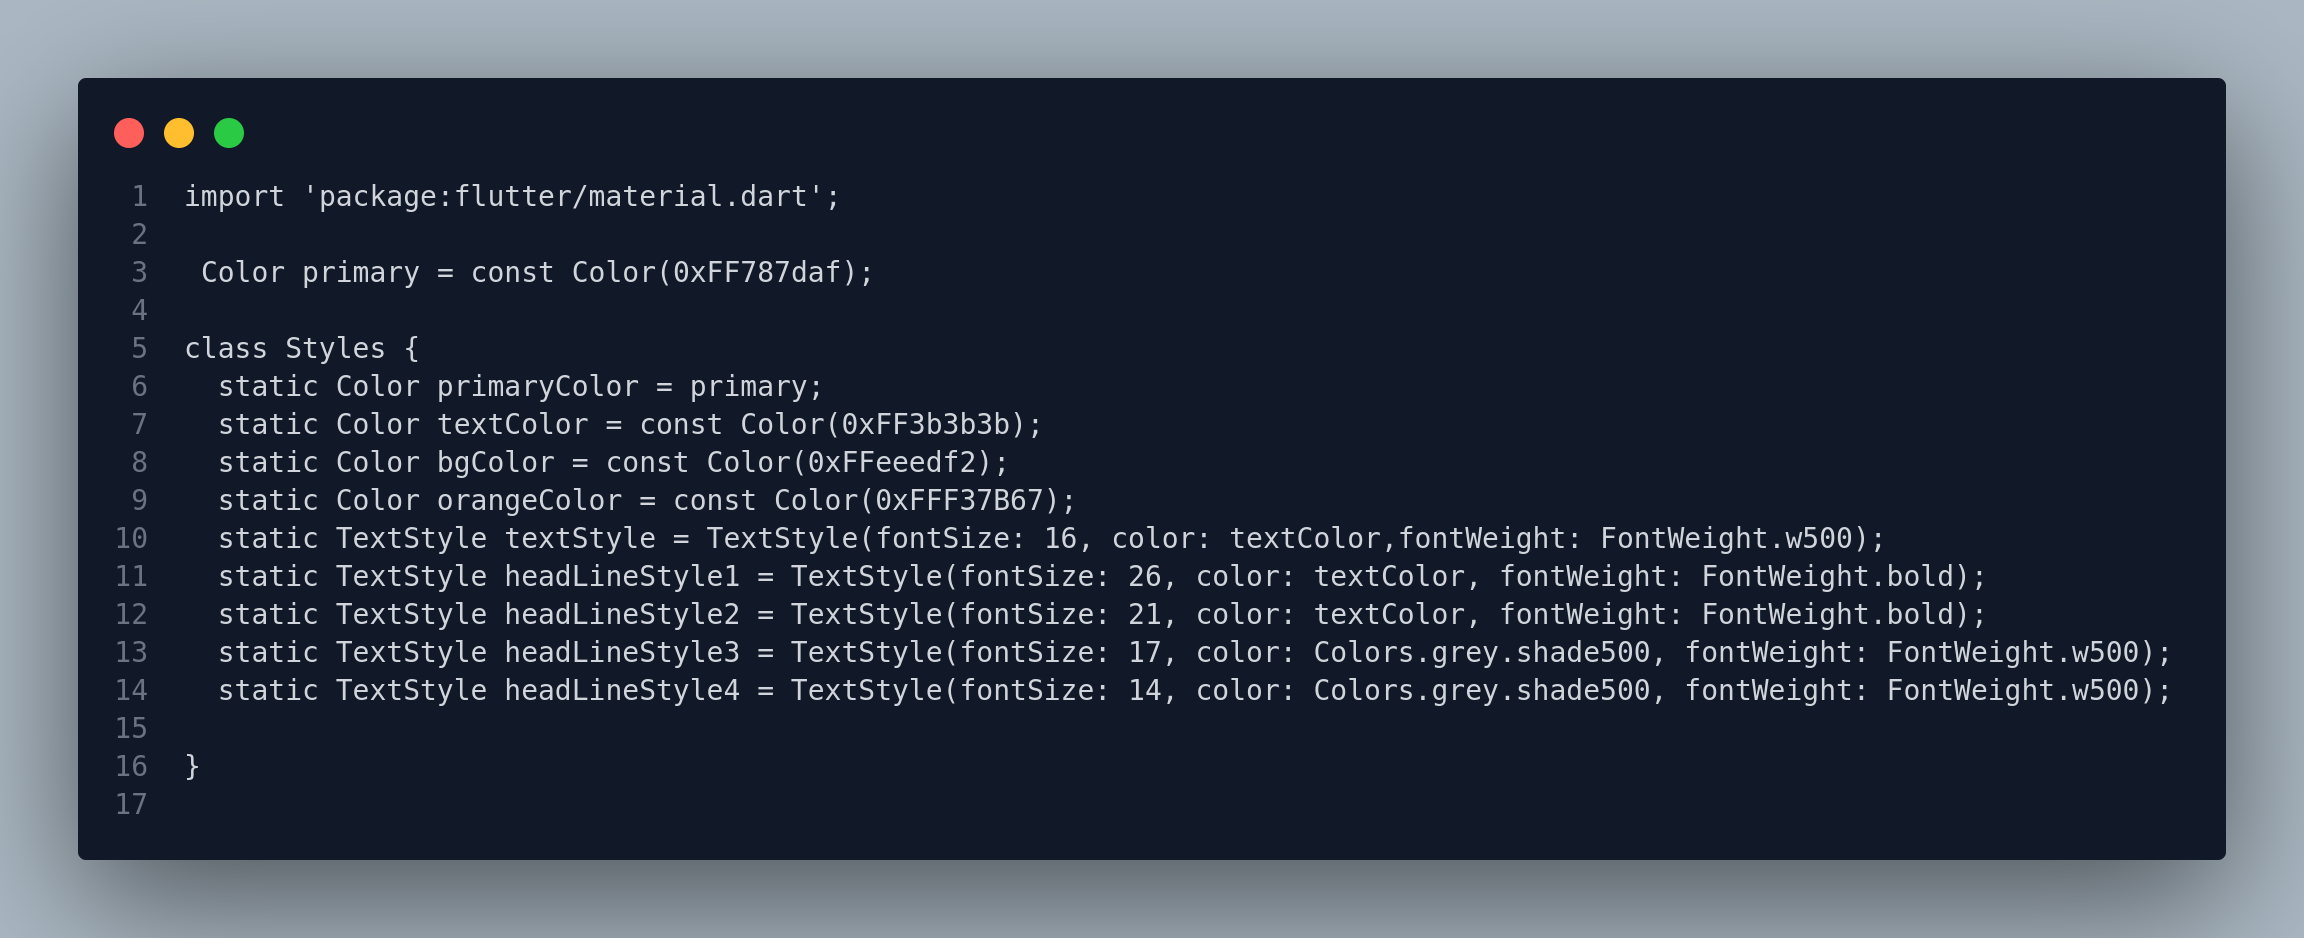 1 import 'package:flutter/material.dart';
2
3  Color primary = const Color(0xFF787daf);
4
5 class Styles {
6   static Color primaryColor = primary;
7   static Color textColor = const Color(0xFF3b3b3b);
8   static Color bgColor = const Color(0xFFeeedf2);
9   static Color orangeColor = const Color(0xFFF37B67);
10   static TextStyle textStyle = TextStyle(fontSize: 16, color: textColor,fontWeight: FontWeight.w500);
11   static TextStyle headLineStyle1 = TextStyle(fontSize: 26, color: textColor, fontWeight: FontWeight.bold);
12   static TextStyle headLineStyle2 = TextStyle(fontSize: 21, color: textColor, fontWeight: FontWeight.bold);
13   static TextStyle headLineStyle3 = TextStyle(fontSize: 17, color: Colors.grey.shade500, fontWeight: FontWeight.w500);
14   static TextStyle headLineStyle4 = TextStyle(fontSize: 14, color: Colors.grey.shade500, fontWeight: FontWeight.w500);
15
16 }
17